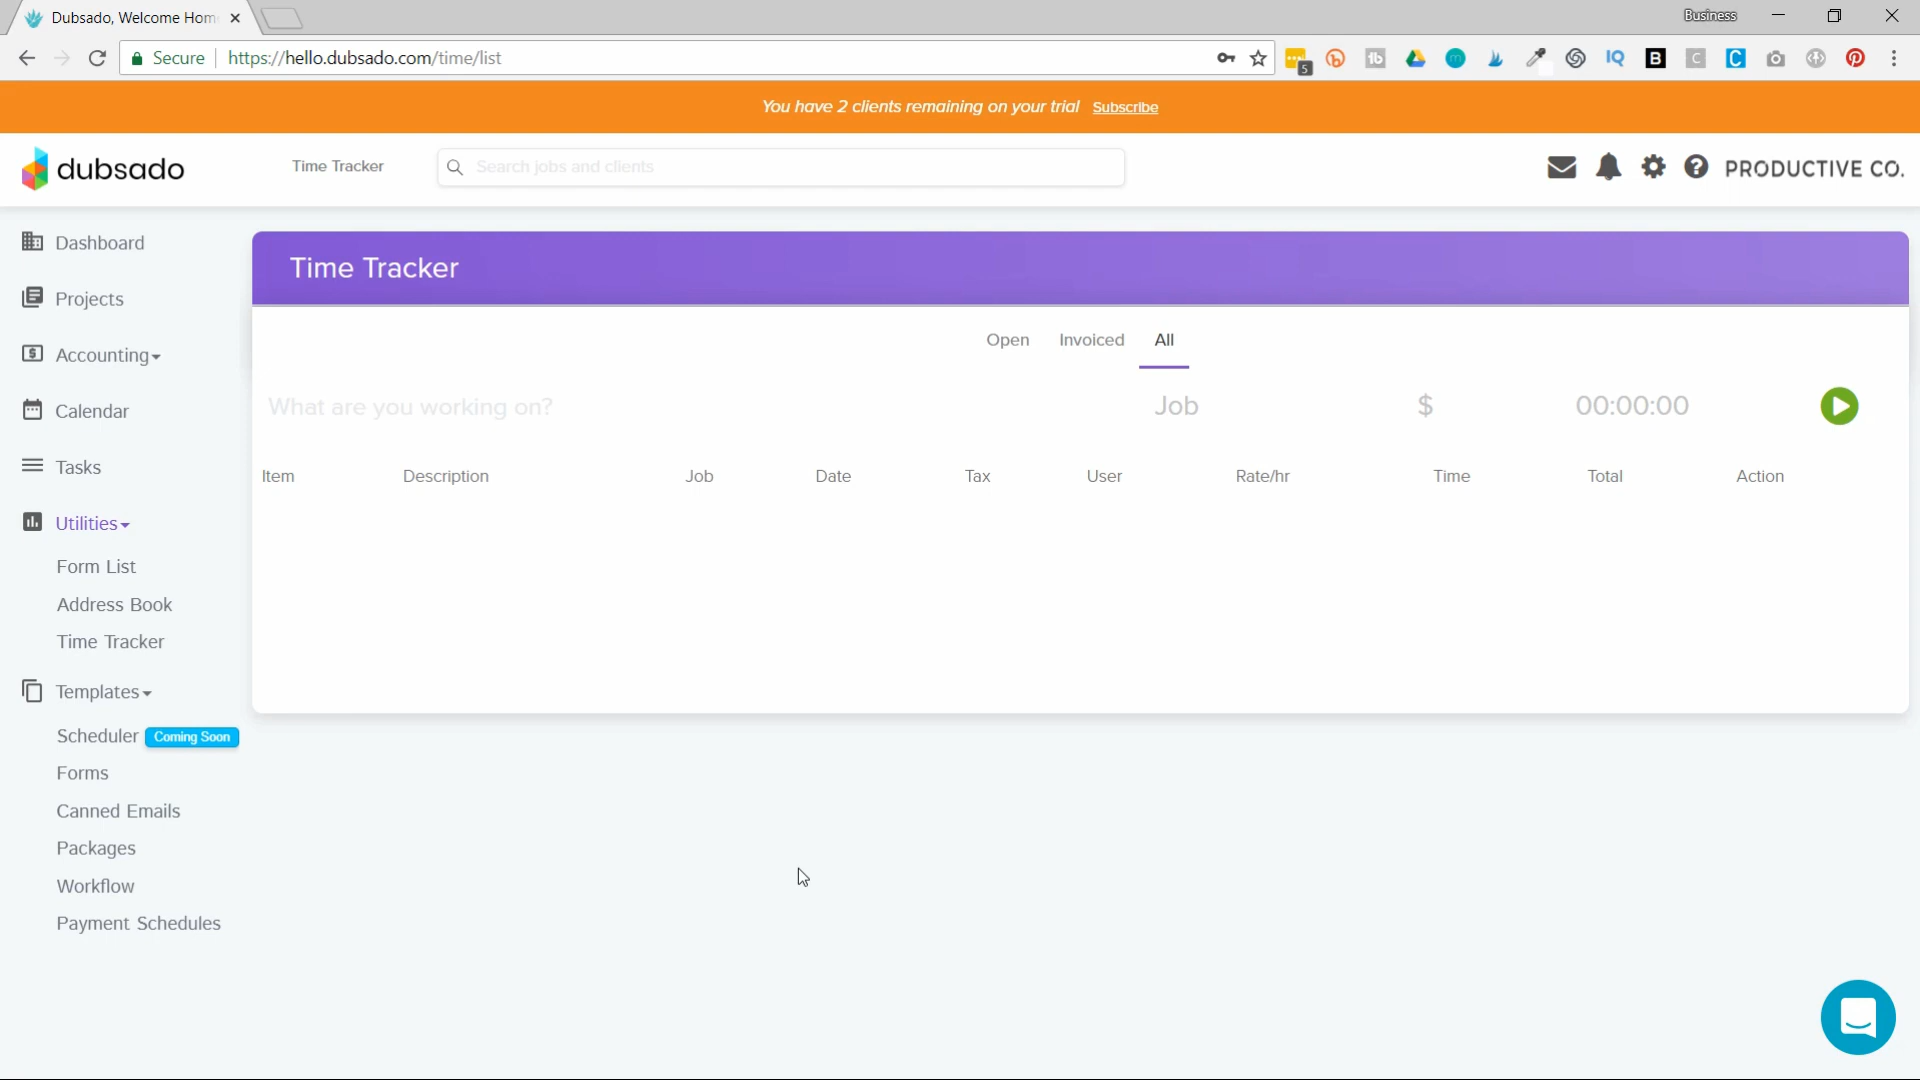 Dubsado, Welcome Hom
Business
Secure
https://hello.dubsado.com/time/list
5
You have 2 clients remaining on your trial Subscribe
dubsado
Time Tracker
Search jobs and clients
PRODUCTIVE CO.
Dashboard
Projects
Accounting
Calendar
Tasks
Utilities
Form List
Address Book
Time Tracker
Templates
Scheduler Coming Soon
Forms
Canned Emails
Packages
Workflow
Payment Schedules
Time Tracker
Open Invoiced All
What are you working on? Job $ 00:00:00
Item Description Job Date Tax User Rate/hr Time Total Action